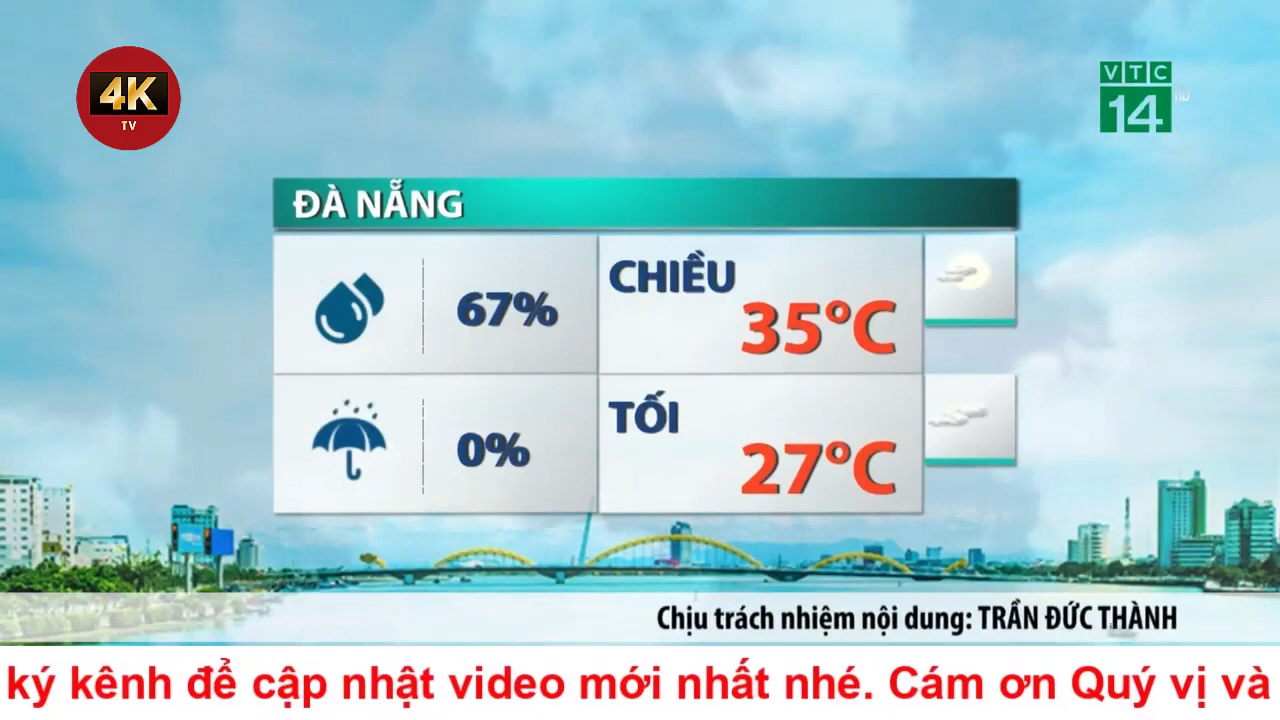 4K
TV
VTC
14
HD
ĐÀ NẴNG
67%
CHIỀU
35°C
0%
TỐI
27°C
Chịu trách nhiệm nội dung: TRẦN ĐỨC THÀNH
ký kênh để cập nhật video mới nhất nhé. Cám ơn Quý vị và